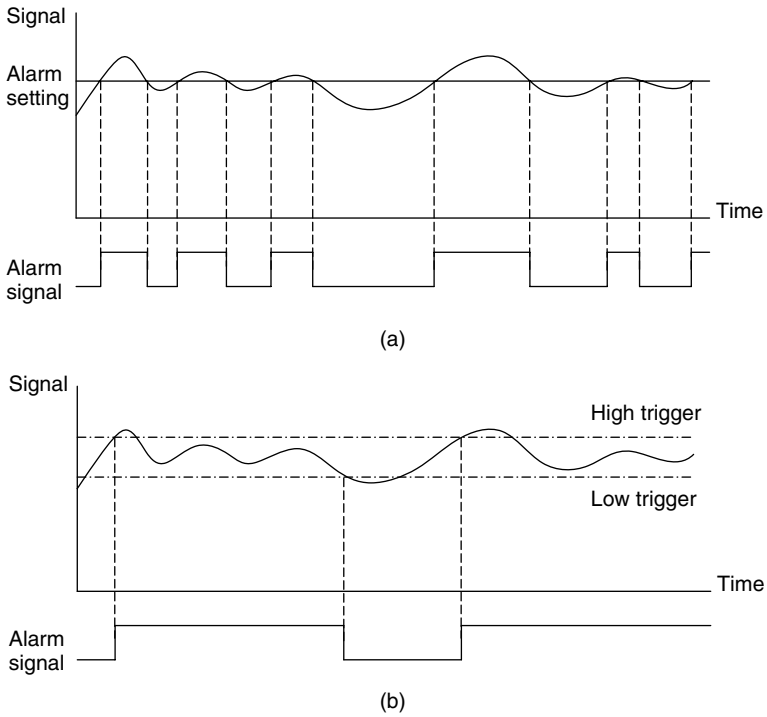 Signal
Alarm
setting
Time
Alarm
signal
(a)
Signal
High trigger
Low trigger
Time
Alarm
signal
(b)